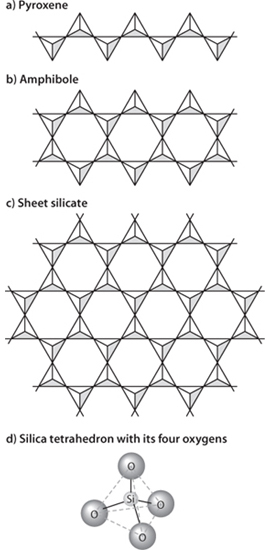 a) Pyroxene
b) Amphibole
c) Sheet silicate
d) Silica tetrahedron with its four oxygens
O
Si
O
O
O